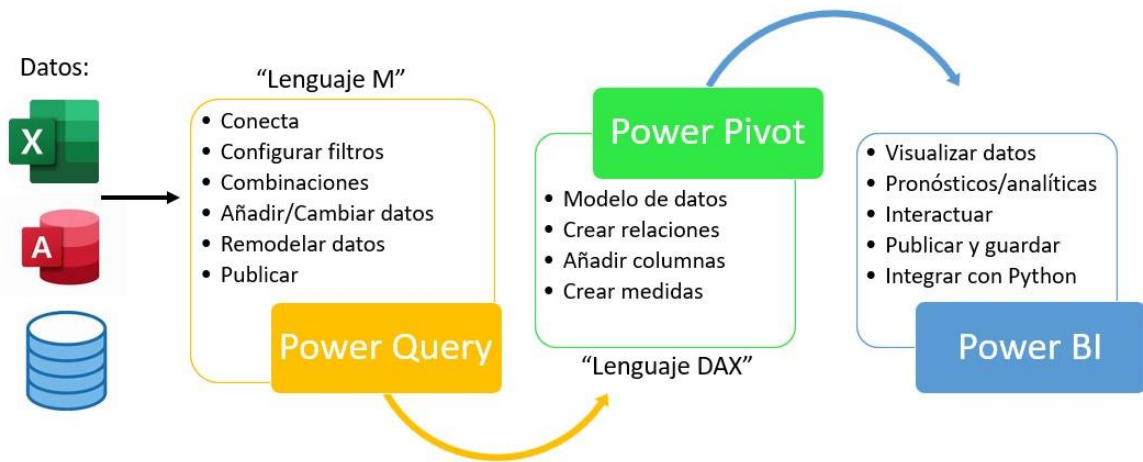 Datos:
X
A
“Lenguaje M”
• Conecta
• Configurar filtros
• Combinaciones
• Añadir/Cambiar datos
• Remodelar datos
• Publicar
Power Query
Power Pivot
• Modelo de datos
• Crear relaciones
• Añadir columnas
• Crear medidas
“Lenguaje DAX”
• Visualizar datos
• Pronósticos/analíticas
• Interactuar
• Publicar y guardar
• Integrar con Python
Power BI